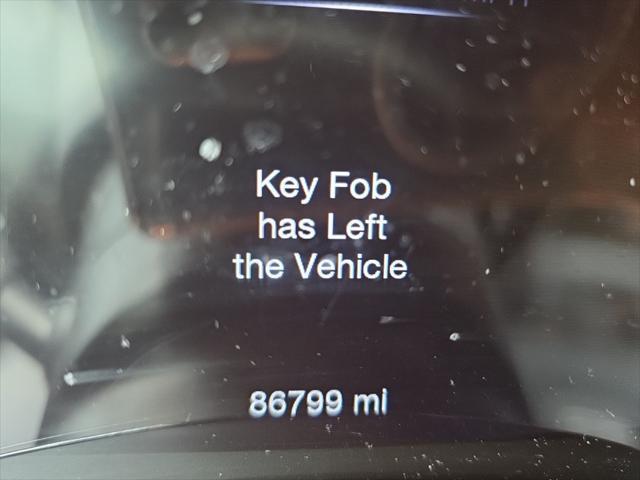 Key Fob
has Left
the Vehicle
86799 mi